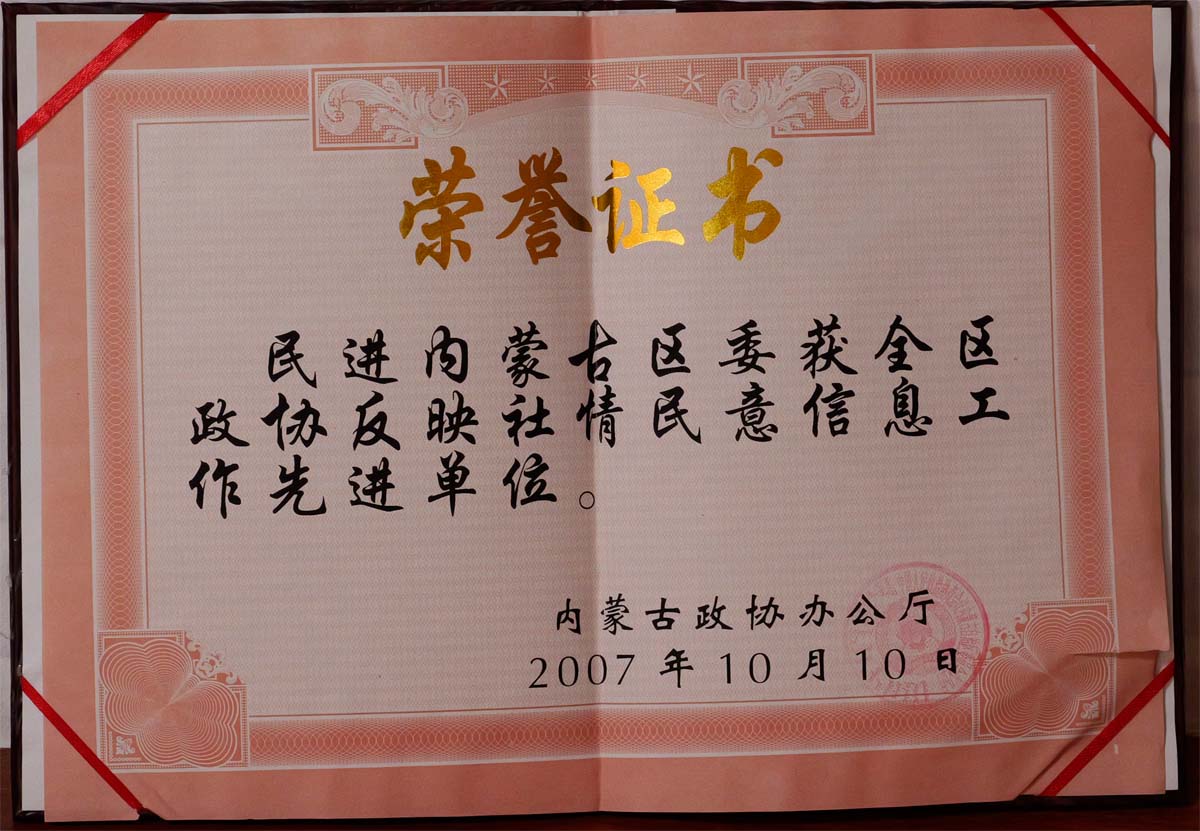 荣誉证书
民进内蒙古区委获全区
政协反映社情民意信息工
作先进单位。
内蒙古政协办公厅
2007年10月10日